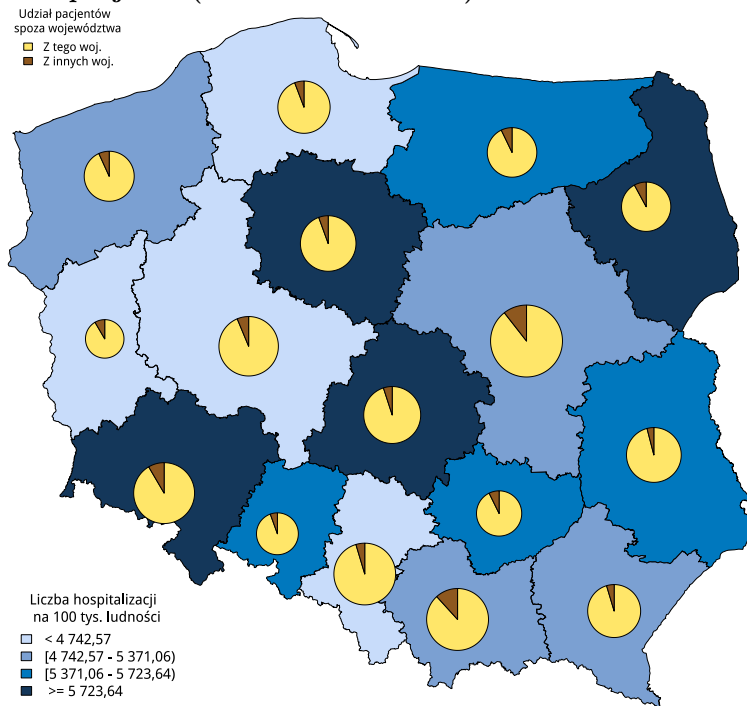 Udział pacjentów
spoza województwa
Z tego woj.
Z innych woj.
Liczba hospitalizacji
na 100 tys. ludności
< 4 742,57
[4 742,57 - 5 371,06)
[5 371,06 - 5 723,64)
>= 5 723,64